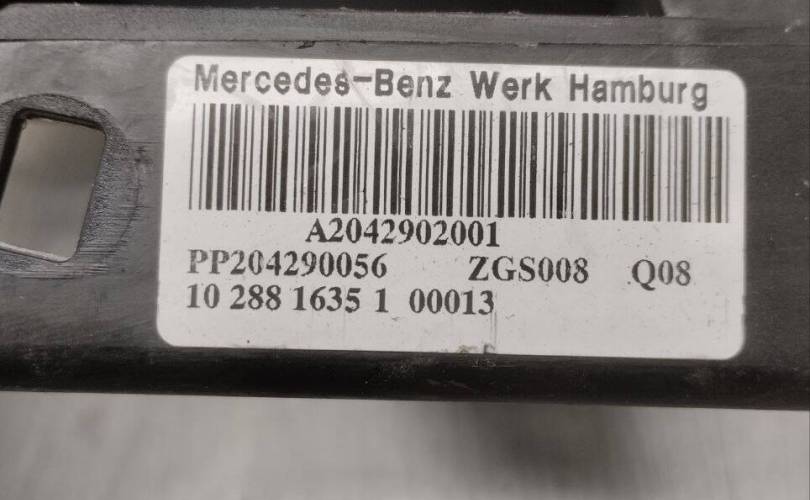 Mercedes-Benz Werk Hamburg
A2042902001
PP204290056 ZGS008 Q08
10 288 1635 1 00013